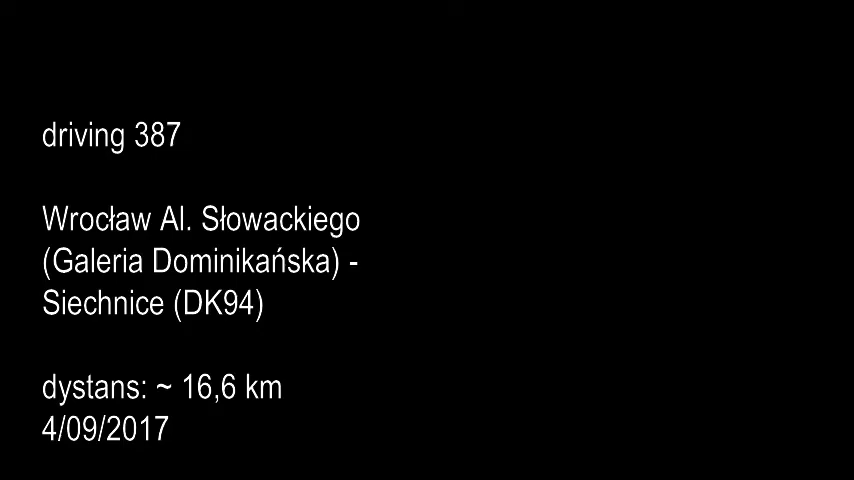 driving 387
Wrocław Al. Słowackiego
(Galeria Dominikańska) -
Siechnice (DK94)
dystans: ~ 16,6 km
4/09/2017